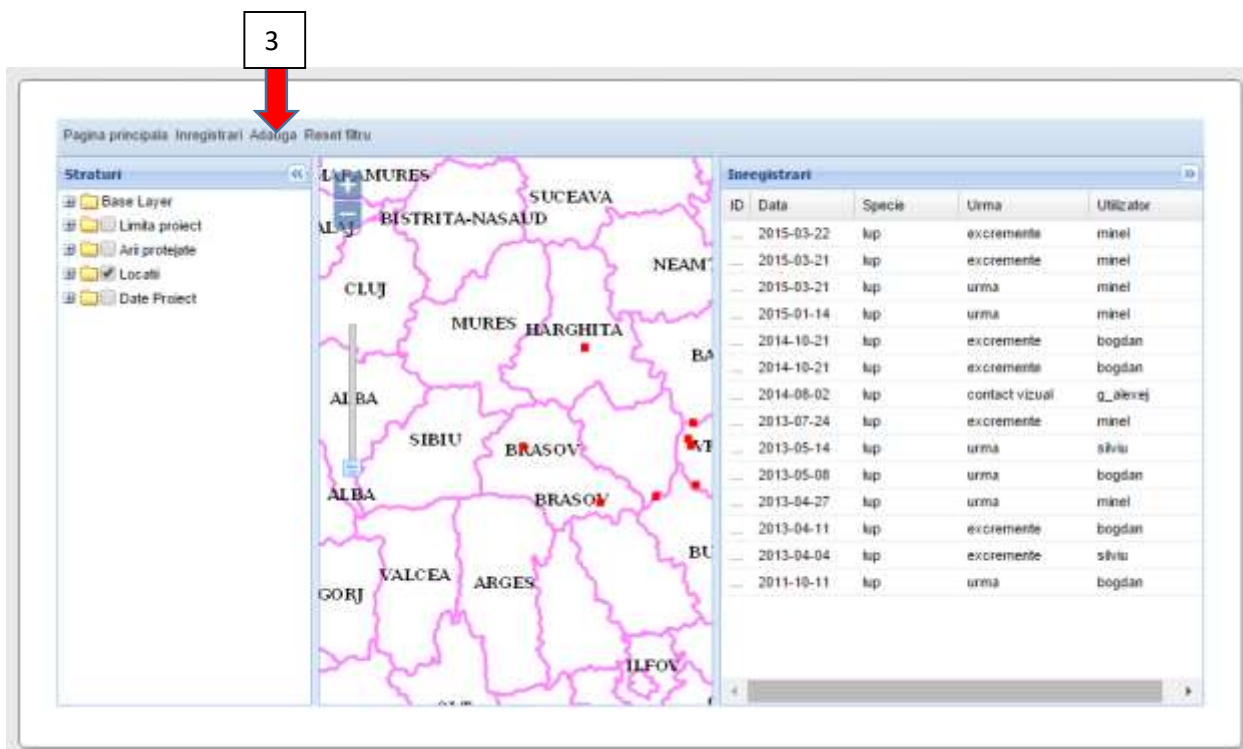 3
Pagina principala Inregistrari Adauga Reset filtru
Straturi
Base Layer
Limita proiect
Arii protejate
Locatii
Date Proiect
MARAMURES
SUCEAVA
BISTRITA-NASAUD
NEAMT
CLUJ
MURES
HARGHITA
BA
ALBA
SIBIU
BRASOV
ALBA
BRASOV
BU
VALCEA
ARGES
GORJ
ILFOV
Inregistrari
ID Data Specie Urma Utilizator
... 2015-03-22 lup excremente minel
... 2015-03-21 lup excremente minel
... 2015-03-21 lup urma minel
... 2015-01-14 lup urma minel
... 2014-10-21 lup excremente bogdan
... 2014-10-21 lup excremente bogdan
... 2014-08-02 lup contact vizual g_alexej
... 2013-07-24 lup excremente minel
... 2013-05-14 lup urma silviu
... 2013-05-08 lup urma bogdan
... 2013-04-27 lup urma minel
... 2013-04-11 lup excremente bogdan
... 2013-04-04 lup excremente silviu
... 2011-10-11 lup urma bogdan